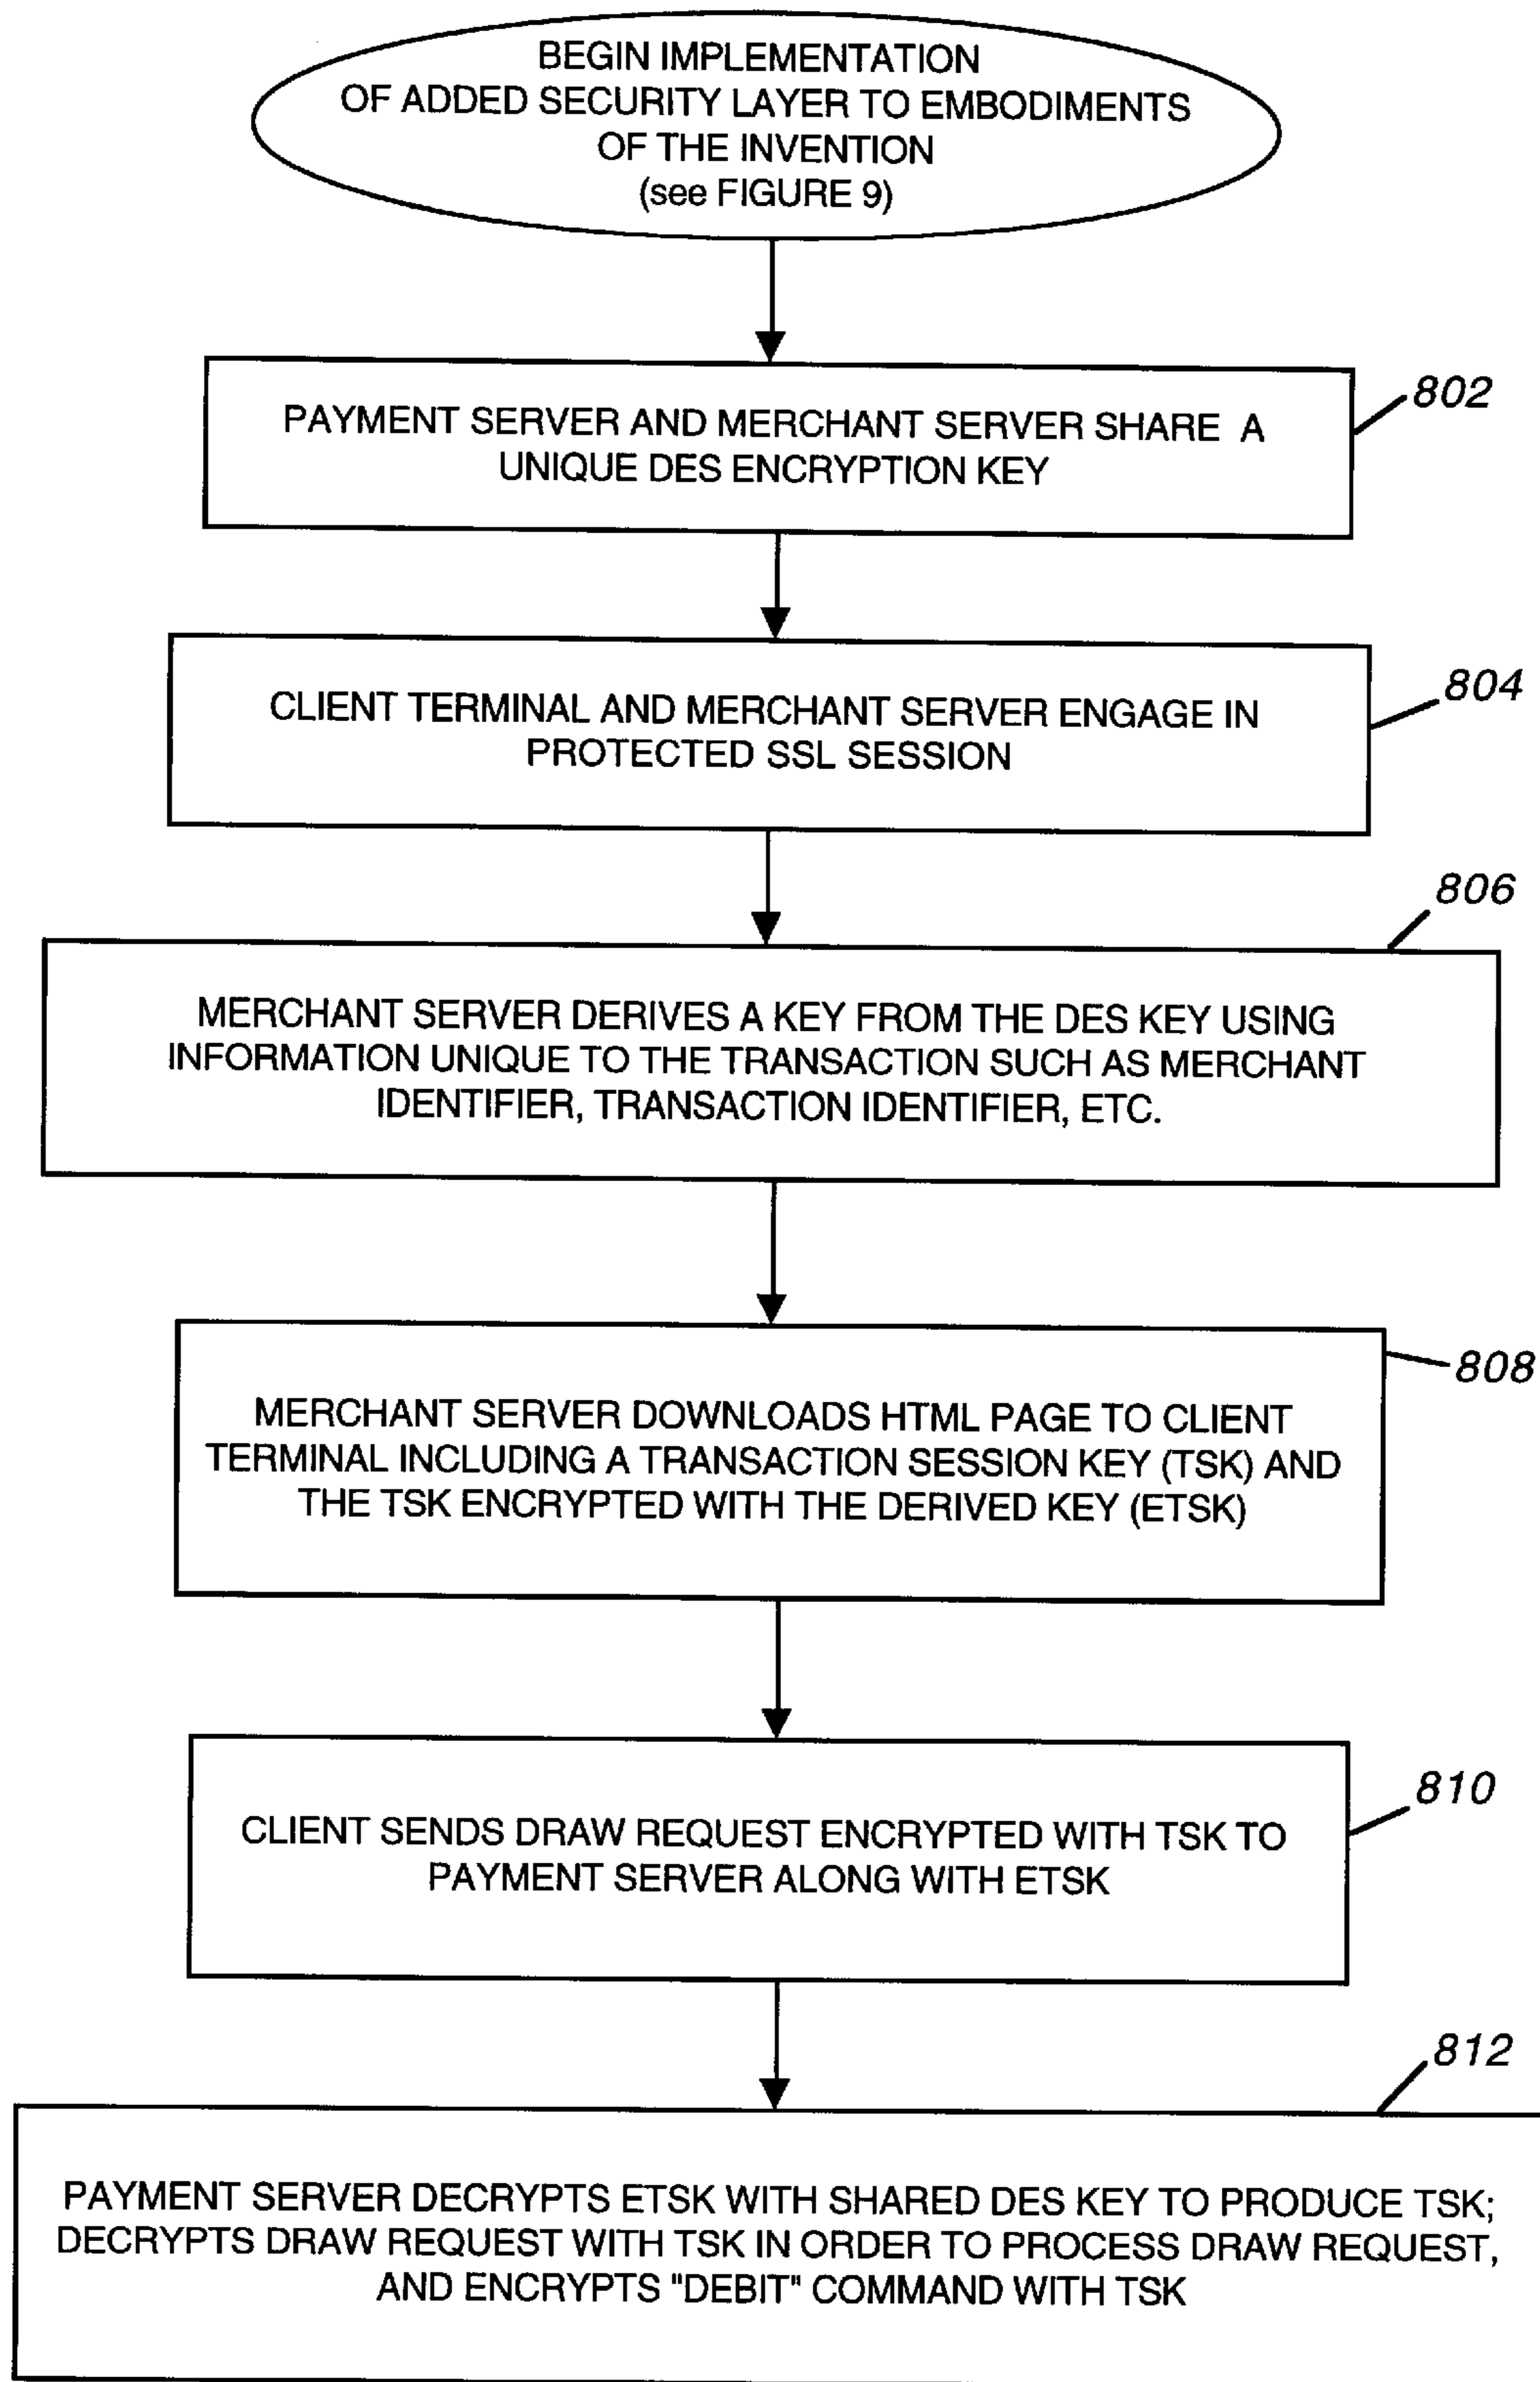 BEGIN IMPLEMENTATION
OF ADDED SECURITY LAYER TO EMBODIMENTS
OF THE INVENTION
(see FIGURE 9)
802
PAYMENT SERVER AND MERCHANT SERVER SHARE A
UNIQUE DES ENCRYPTION KEY
804
CLIENT TERMINAL AND MERCHANT SERVER ENGAGE IN
PROTECTED SSL SESSION
806
MERCHANT SERVER DERIVES A KEY FROM THE DES KEY USING
INFORMATION UNIQUE TO THE TRANSACTION SUCH AS MERCHANT
IDENTIFIER, TRANSACTION IDENTIFIER, ETC.
808
MERCHANT SERVER DOWNLOADS HTML PAGE TO CLIENT
TERMINAL INCLUDING A TRANSACTION SESSION KEY (TSK) AND
THE TSK ENCRYPTED WITH THE DERIVED KEY (ETSK)
810
CLIENT SENDS DRAW REQUEST ENCRYPTED WITH TSK TO
PAYMENT SERVER ALONG WITH ETSK
812
PAYMENT SERVER DECRYPTS ETSK WITH SHARED DES KEY TO PRODUCE TSK;
DECRYPTS DRAW REQUEST WITH TSK IN ORDER TO PROCESS DRAW REQUEST,
AND ENCRYPTS "DEBIT" COMMAND WITH TSK